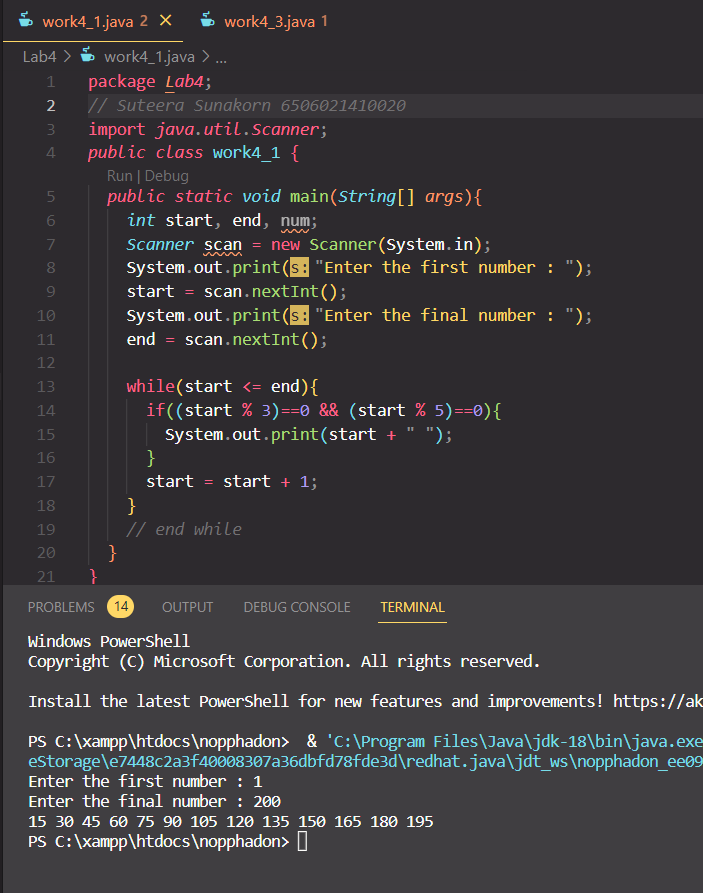 work4_1.java 2
work4_3.java 1
Lab4 > work4_1.java > ...
1 package Lab4;
2 // Suteera Sunakorn 6506021410020
3 import java.util.Scanner;
4 public class work4_1 {
Run | Debug
5 public static void main(String[] args){
6 int start, end, num;
7 Scanner scan = new Scanner(System.in);
8 System.out.print(s: "Enter the first number : ");
9 start = scan.nextInt();
10 System.out.print(s: "Enter the final number : ");
11 end = scan.nextInt();
12
13 while(start <= end){
14 if((start % 3)==0 && (start % 5)==0){
15 System.out.print(start + " ");
16 }
17 start = start + 1;
18 }
19 // end while
20 }
21 }
PROBLEMS 14 OUTPUT DEBUG CONSOLE TERMINAL
Windows PowerShell
Copyright (C) Microsoft Corporation. All rights reserved.
Install the latest PowerShell for new features and improvements! https://ak
PS C:\xampp\htdocs\nopphadon> & 'C:\Program Files\Java\jdk-18\bin\java.exe
eStorage\e7448c2a3f40008307a36dbfd78fde3d\redhat.java\jdt_ws\nopphadon_ee09
Enter the first number : 1
Enter the final number : 200
15 30 45 60 75 90 105 120 135 150 165 180 195
PS C:\xampp\htdocs\nopphadon>